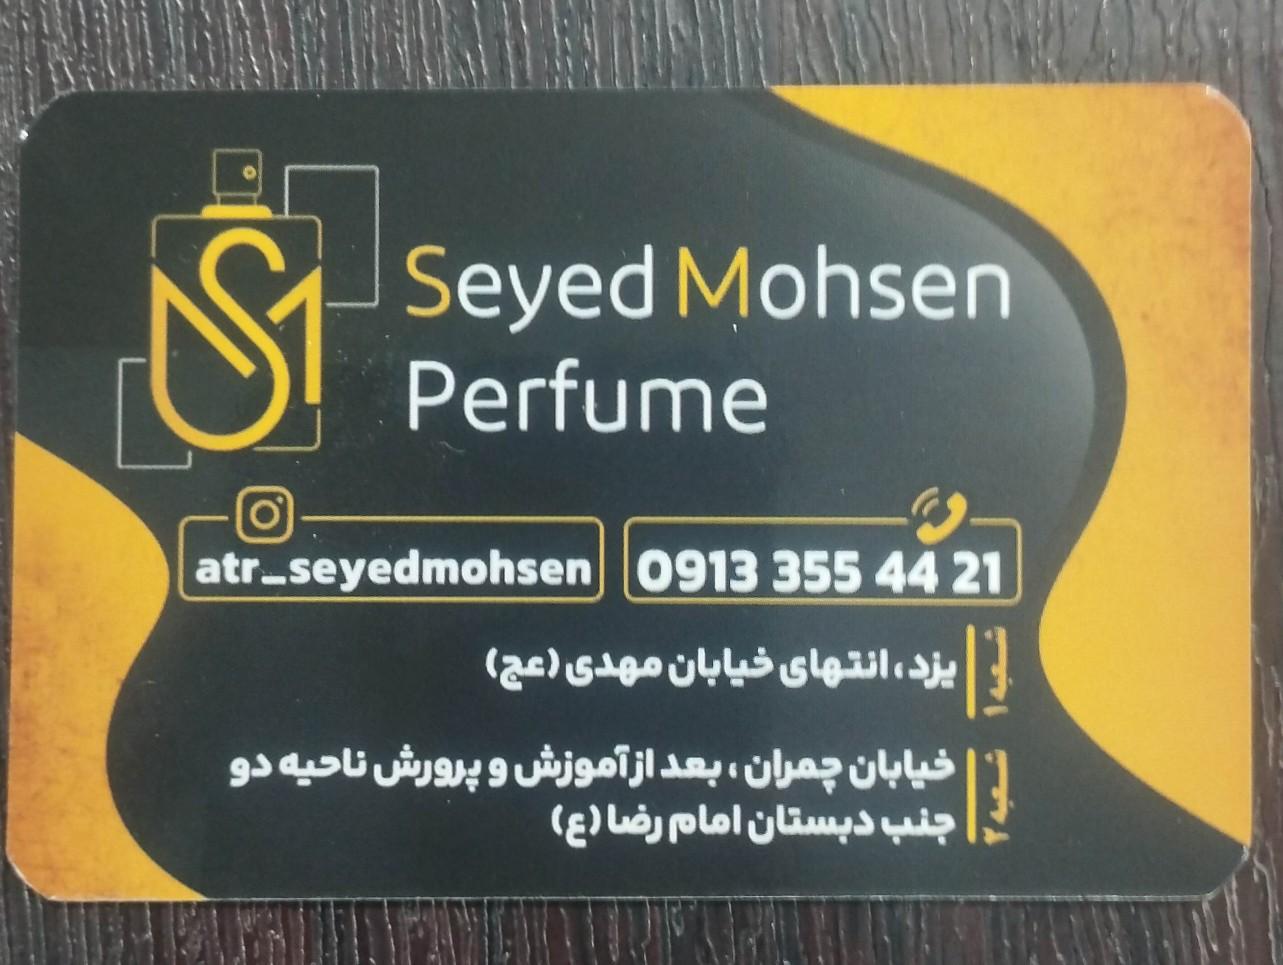 Seyed Mohsen
Perfume
atr_seyedmohsen
0913 355 44 21
شعبه ۱
یزد، انتهای خیابان مهدی (عج)
شعبه ۲
خیابان چمران، بعد از آموزش و پرورش ناحیه دو
جنب دبستان امام رضا (ع)